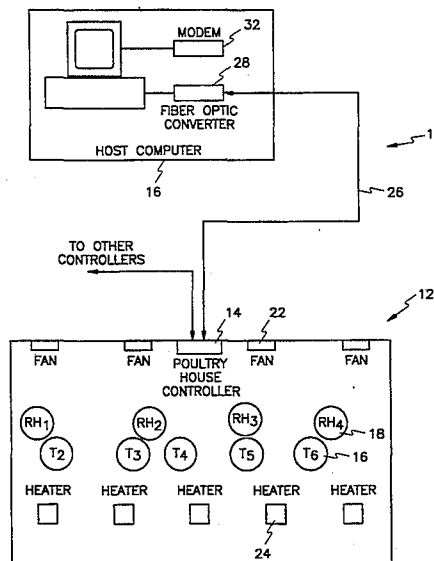 MODEM
32
28
FIBER OPTIC
CONVERTER
HOST COMPUTER
16
1
26
TO OTHER
CONTROLLERS
14
22
12
FAN
FAN
POULTRY
HOUSE
CONTROLLER
FAN
FAN
RH1
RH2
RH3
RH4
18
T2
T3
T4
T5
T6
16
HEATER
HEATER
HEATER
HEATER
HEATER
24